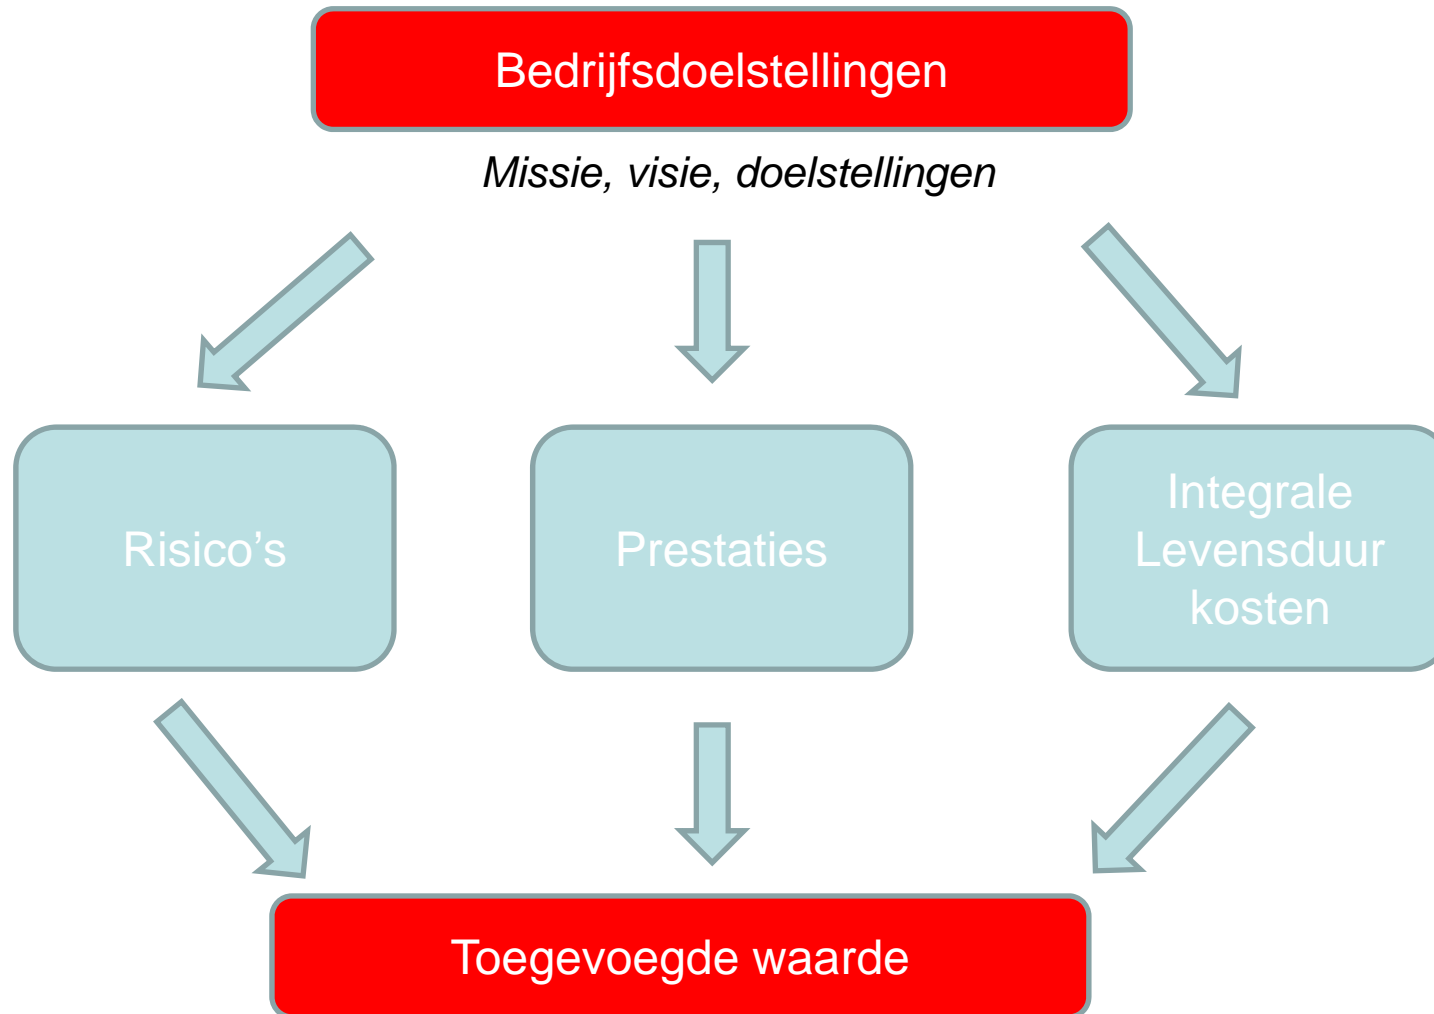 Bedrijfsdoelstellingen
Missie, visie, doelstellingen
Risico’s
Prestaties
Integrale
Levensduur
kosten
Toegevoegde waarde